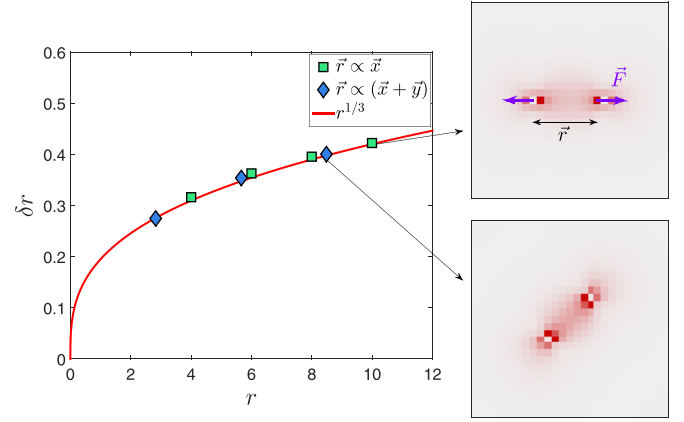 0.6
0.5
0.4
0.3
0.2
0.1
0
δr
0 2 4 6 8 10 12
r
r⃗ ∝ x⃗
r⃗ ∝ (x⃗ + y⃗)
r^{1/3}
F⃗
r⃗